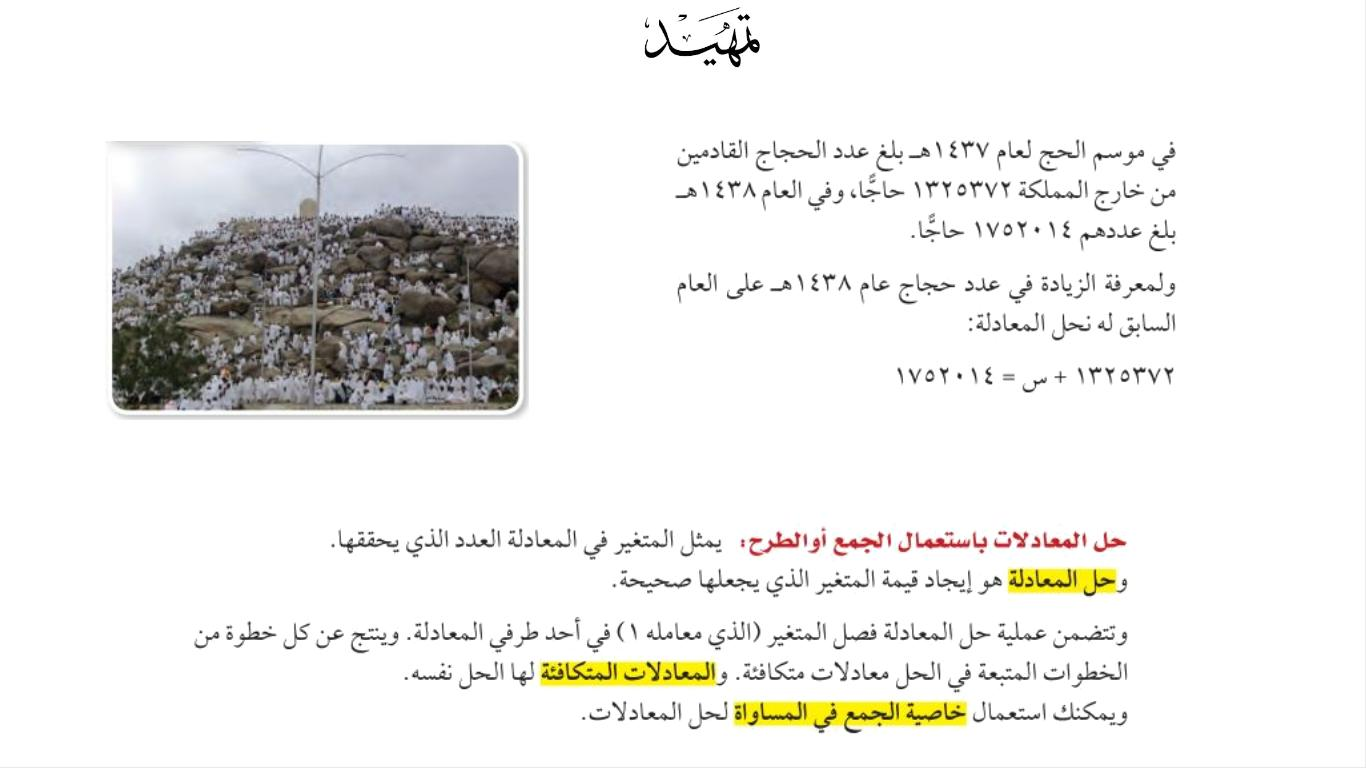 تمهيد
في موسم الحج لعام ١٤٣٧هـ بلغ عدد الحجاج القادمين
من خارج المملكة ١٣٢٥٣٧٢ حاجًّا، وفي العام ١٤٣٨هـ
بلغ عددهم ١٧٥٢٠١٤ حاجًّا.
ولمعرفة الزيادة في عدد حجاج عام ١٤٣٨هـ على العام
السابق له نحل المعادلة:
١٣٢٥٣٧٢ + س = ١٧٥٢٠١٤
حل المعادلات باستعمال الجمع أوالطرح: يمثل المتغير في المعادلة العدد الذي يحققها.
وحل المعادلة هو إيجاد قيمة المتغير الذي يجعلها صحيحة.
وتتضمن عملية حل المعادلة فصل المتغير (الذي معامله ١) في أحد طرفي المعادلة. وينتج عن كل خطوة من
الخطوات المتبعة في الحل معادلات متكافئة. والمعادلات المتكافئة لها الحل نفسه.
ويمكنك استعمال خاصية الجمع في المساواة لحل المعادلات.